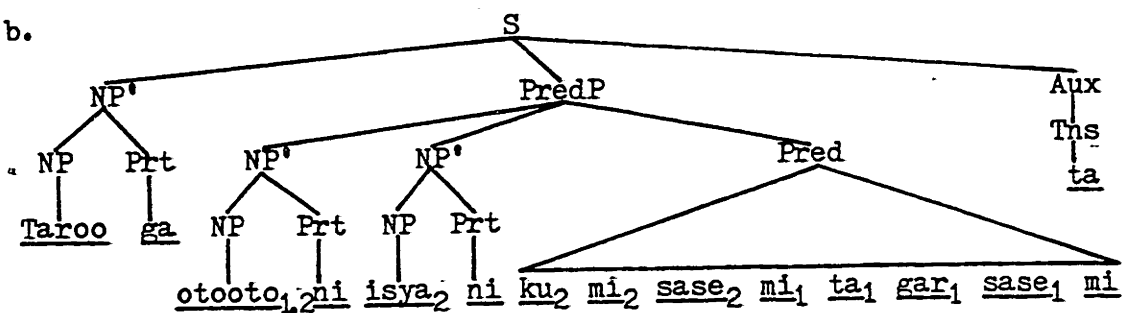 b.
S
NP' PredP Aux
Tns
NP Prt NP' NP' Pred
ta
Taroo ga NP Prt NP Prt
otooto1,2 ni isya2 ni ku2 mi2 sase2 mi1 ta1 gar1 sase1 mi